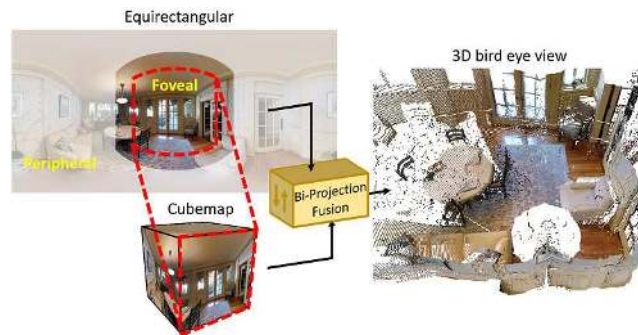 Equirectangular
Foveal
Peripheral
Cubemap
Bi-Projection
Fusion
3D bird eye view